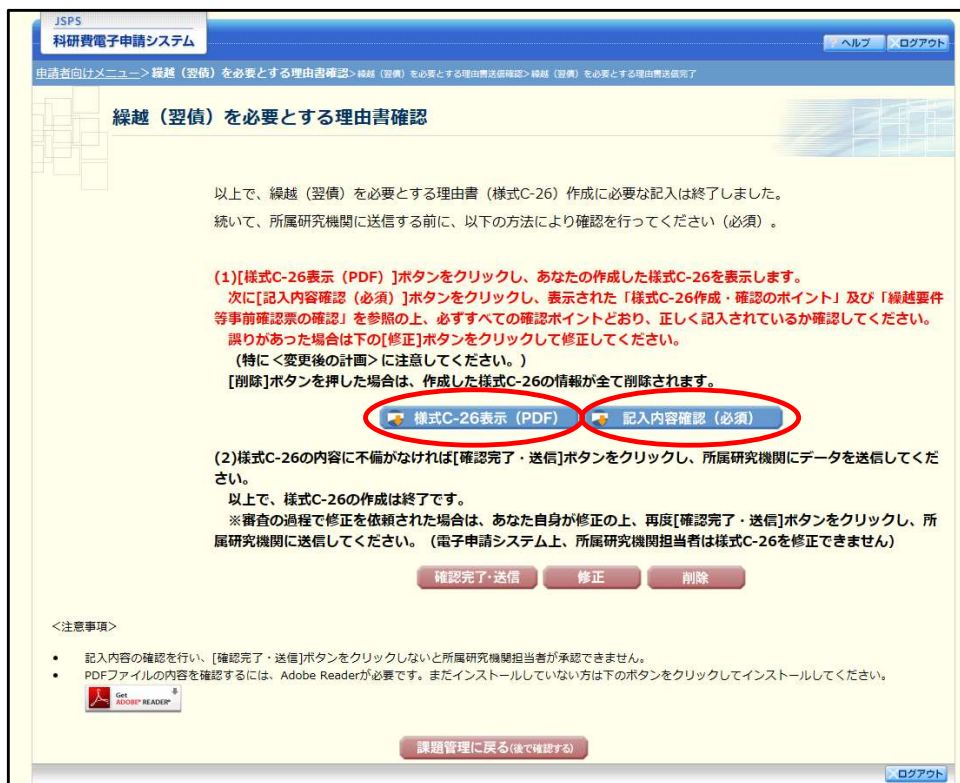 JSPS
科研費電子申請システム
ヘルプ
ログアウト
申請者向けメニュー>繰越（翌債）を必要とする理由書確認>繰越（翌債）を必要とする理由書送信確認>繰越（翌債）を必要とする理由書送信完了
繰越（翌債）を必要とする理由書確認
以上で、繰越（翌債）を必要とする理由書（様式C-26）作成に必要な記入は終了しました。
続いて、所属研究機関に送信する前に、以下の方法により確認を行ってください（必須）。
(1)[様式C-26表示（PDF）]ボタンをクリックし、あなたの作成した様式C-26を表示します。
次に[記入内容確認（必須）]ボタンをクリックし、表示された「様式C-26作成・確認のポイント」及び「繰越要件
等事前確認票の確認」を参照の上、必ずすべての確認ポイントどおり、正しく記入されているか確認してください。
誤りがあった場合は下の[修正]ボタンをクリックして修正してください。
（特に<変更後の計画>に注意してください。）
[削除]ボタンを押した場合は、作成した様式C-26の情報が全て削除されます。
様式C-26表示（PDF）
記入内容確認（必須）
(2)様式C-26の内容に不備がなければ[確認完了・送信]ボタンをクリックし、所属研究機関にデータを送信してくだ
さい。
以上で、様式C-26の作成は終了です。
※審査の過程で修正を依頼された場合は、あなた自身が修正の上、再度[確認完了・送信]ボタンをクリックし、所
属研究機関に送信してください。（電子申請システム上、所属研究機関担当者は様式C-26を修正できません）
確認完了・送信
修正
削除
<注意事項>
• 記入内容の確認を行い、[確認完了・送信]ボタンをクリックしないと所属研究機関担当者が承認できません。
• PDFファイルの内容を確認するには、Adobe Readerが必要です。まだインストールしていない方は下のボタンをクリックしてインストールしてください。
Get
ADOBE® READER®
課題管理に戻る(後で確認する)
ログアウト